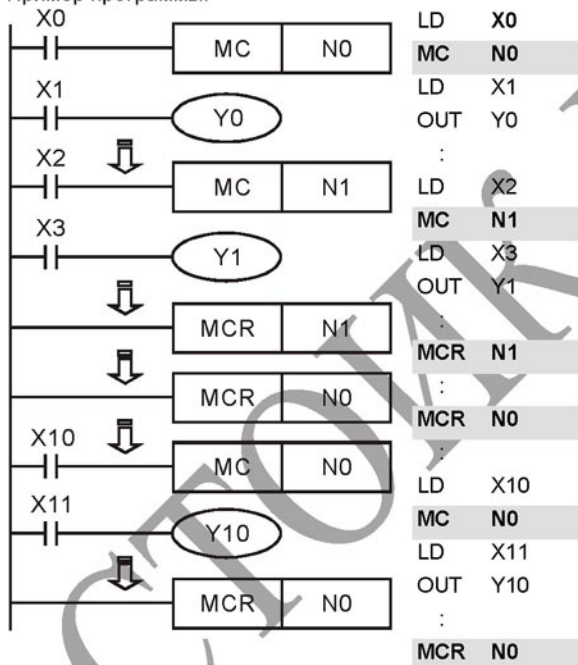 Пример программы:
X0
MC N0
X1
Y0
X2
MC N1
X3
Y1
MCR N1
MCR N0
X10
MC N0
X11
Y10
MCR N0
LD X0
MC N0
LD X1
OUT Y0
:
LD X2
MC N1
LD X3
OUT Y1
:
MCR N1
:
MCR N0
:
LD X10
MC N0
LD X11
OUT Y10
:
MCR N0